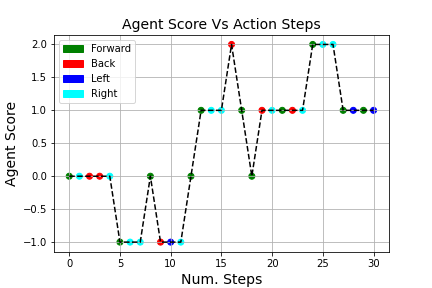 Agent Score Vs Action Steps
2.0
1.5
1.0
0.5
0.0
−0.5
−1.0
Agent Score
Forward
Back
Left
Right
0 5 10 15 20 25 30
Num. Steps